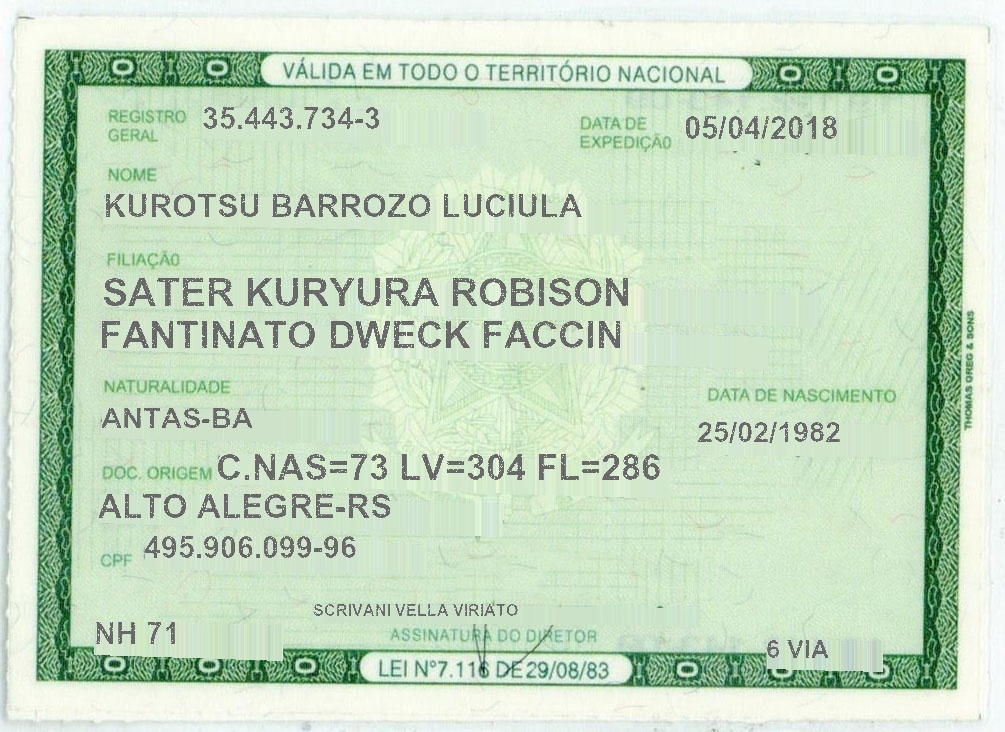 VÁLIDA EM TODO O TERRITÓRIO NACIONAL
REGISTRO GERAL 35.443.734-3
DATA DE EXPEDIÇÃO 05/04/2018
NOME
KUROTSU BARROZO LUCIULA
FILIAÇÃO
SATER KURYURA ROBISON
FANTINATO DWECK FACCIN
NATURALIDADE
DATA DE NASCIMENTO
ANTAS-BA
25/02/1982
DOC. ORIGEM C.NAS=73 LV=304 FL=286
ALTO ALEGRE-RS
CPF 495.906.099-96
SCRIVANI VELLA VIRIATO
NH 71
ASSINATURA DO DIRETOR
6 VIA
LEI Nº7.116 DE 29/08/83
THOMAS GREG & SONS